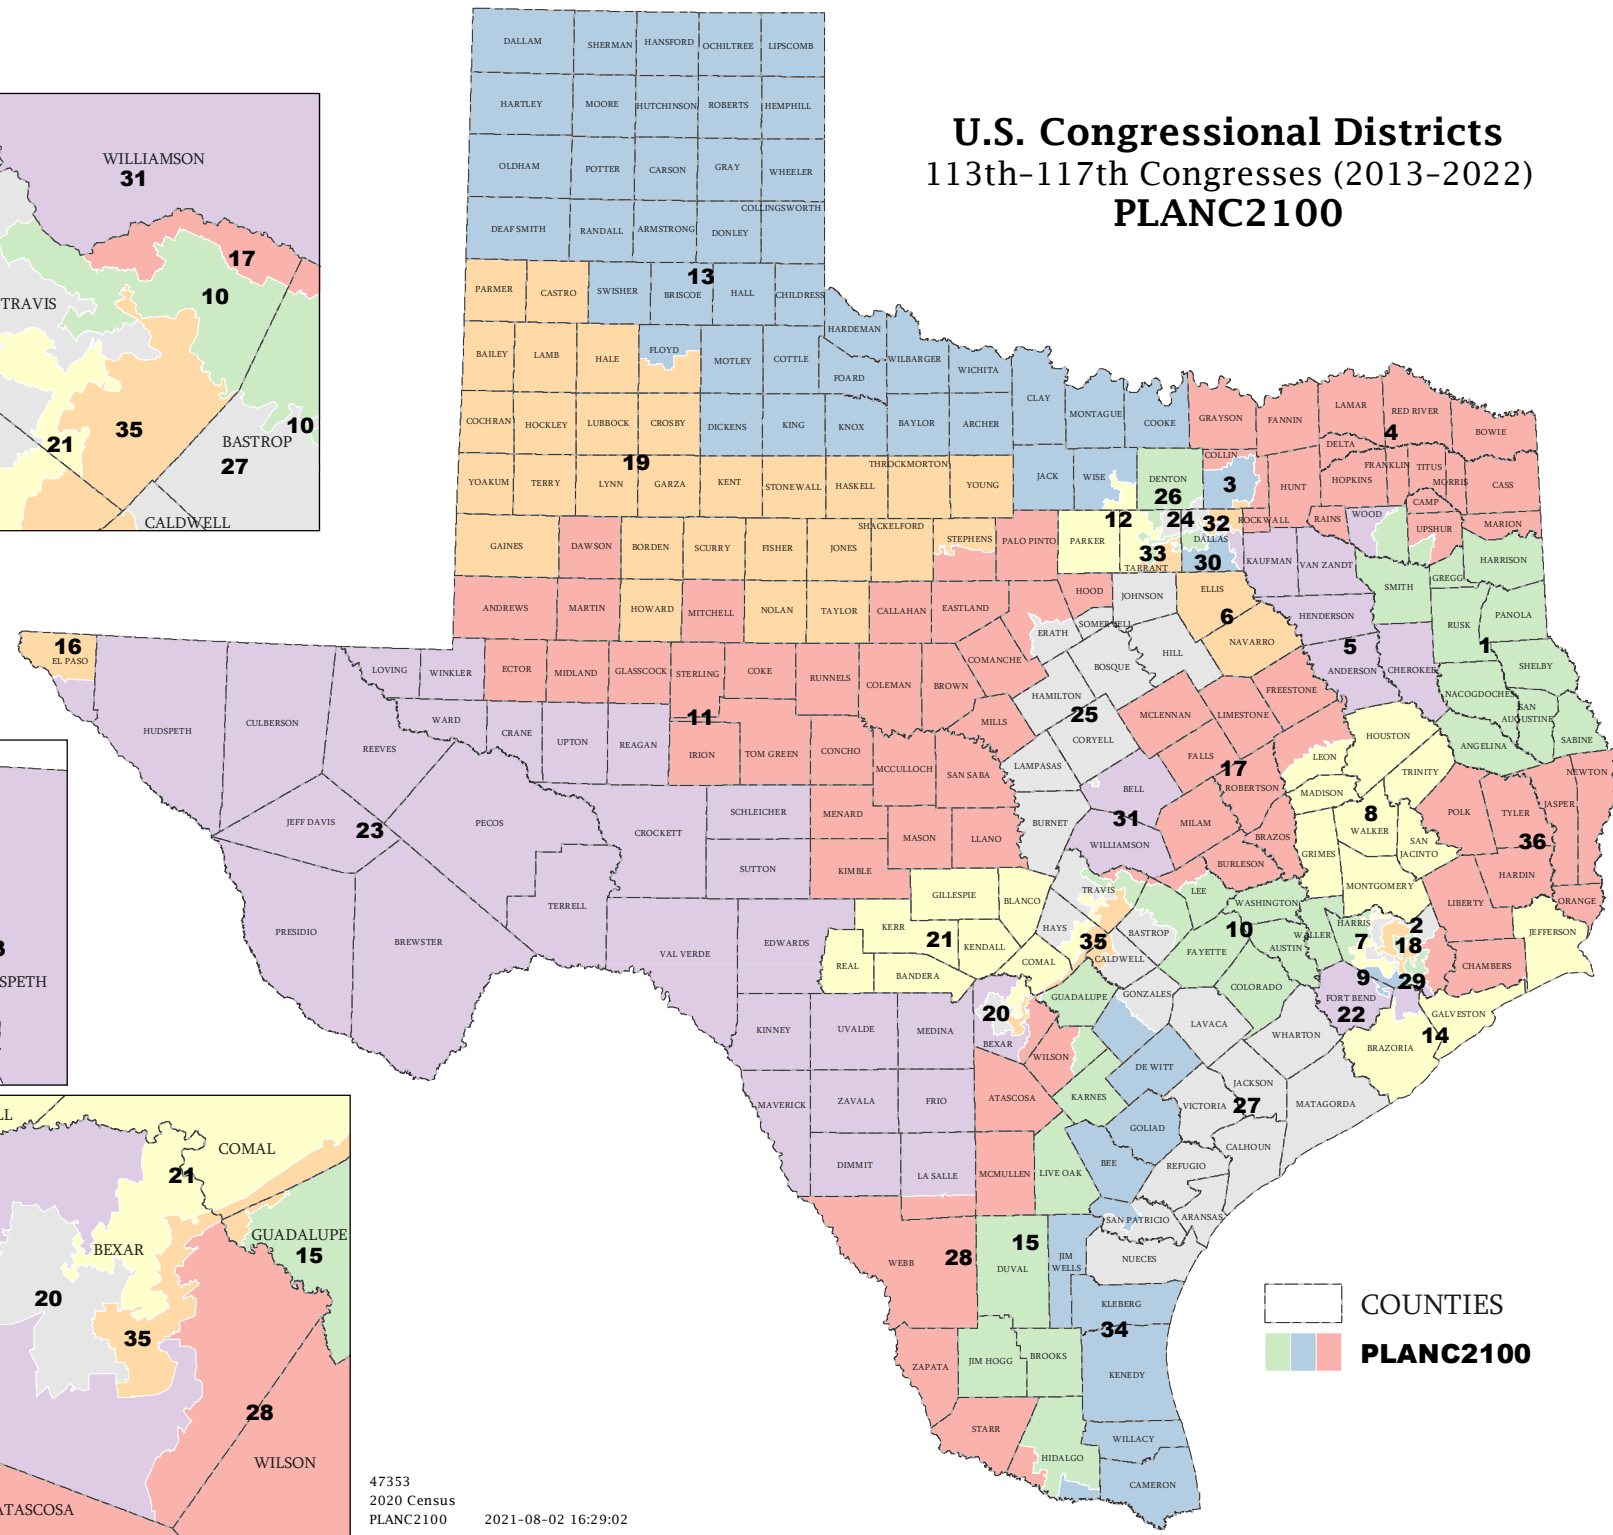 U.S. Congressional Districts
113th-117th Congresses (2013-2022)
PLANC2100
DALLAM
SHERMAN
HANSFORD
OCHILTREE
LIPSCOMB
HARTLEY
MOORE
HUTCHINSON
ROBERTS
HEMPHILL
OLDHAM
POTTER
CARSON
GRAY
WHEELER
COLLINGSWORTH
DEAF SMITH
RANDALL
ARMSTRONG
DONLEY
13
PARMER
CASTRO
SWISHER
BRISCOE
HALL
CHILDRESS
HARDEMAN
BAILEY
LAMB
HALE
FLOYD
MOTLEY
COTTLE
FOARD
WILBARGER
WICHITA
CLAY
MONTAGUE
COOKE
GRAYSON
FANNIN
LAMAR
RED RIVER
BOWIE
4
COCHRAN
HOCKLEY
LUBBOCK
CROSBY
DICKENS
KING
KNOX
BAYLOR
ARCHER
19
THROCKMORTON
YOAKUM
TERRY
LYNN
GARZA
KENT
STONEWALL
HASKELL
YOUNG
JACK
WISE
DENTON
26
COLLIN
3
HUNT
DELTA
HOPKINS
FRANKLIN
TITUS
MORRIS
CAMP
CASS
GAINES
DAWSON
BORDEN
SCURRY
FISHER
JONES
SHACKELFORD
STEPHENS
PALO PINTO
PARKER
12
24
32
33
TARRANT
DALLAS
30
ROCKWALL
RAINS
WOOD
UPSHUR
MARION
KAUFMAN
VAN ZANDT
SMITH
GREGG
HARRISON
ANDREWS
MARTIN
HOWARD
MITCHELL
NOLAN
TAYLOR
CALLAHAN
EASTLAND
HOOD
JOHNSON
ELLIS
6
NAVARRO
HENDERSON
RUSK
PANOLA
16
EL PASO
LOVING
WINKLER
ECTOR
MIDLAND
GLASSCOCK
STERLING
COKE
RUNNELS
COLEMAN
BROWN
COMANCHE
ERATH
SOMERVELL
BOSQUE
HILL
5
ANDERSON
CHEROKEE
1
SHELBY
HUDSPETH
CULBERSON
REEVES
WARD
CRANE
UPTON
REAGAN
11
IRION
TOM GREEN
CONCHO
MCCULLOCH
SAN SABA
MILLS
HAMILTON
25
CORYELL
LAMPASAS
MCLENNAN
LIMESTONE
FREESTONE
FALLS
17
LEON
HOUSTON
NACOGDOCHES
SAN
AUGUSTINE
SABINE
ANGELINA
TRINITY
JEFF DAVIS
23
PECOS
CROCKETT
SCHLEICHER
MENARD
MASON
LLANO
BURNET
BELL
31
WILLIAMSON
MILAM
ROBERTSON
BRAZOS
BURLESON
MADISON
8
WALKER
GRIMES
SAN
JACINTO
POLK
TYLER
JASPER
NEWTON
36
HARDIN
MONTGOMERY
LIBERTY
ORANGE
JEFFERSON
SUTTON
KIMBLE
GILLESPIE
BLANCO
TRAVIS
LEE
WASHINGTON
TERRELL
PRESIDIO
BREWSTER
VAL VERDE
EDWARDS
KERR
21
KENDALL
REAL
BANDERA
COMAL
HAYS
35
BASTROP
CALDWELL
10
FAYETTE
AUSTIN
WALLER
HARRIS
7
2
18
CHAMBERS
9
29
FORT BEND
22
GALVESTON
14
BRAZORIA
COLORADO
GUADALUPE
GONZALES
LAVACA
WHARTON
KINNEY
UVALDE
MEDINA
20
BEXAR
WILSON
DE WITT
JACKSON
VICTORIA
27
MATAGORDA
CALHOUN
MAVERICK
ZAVALA
FRIO
ATASCOSA
KARNES
GOLIAD
REFUGIO
BEE
DIMMIT
LA SALLE
MCMULLEN
LIVE OAK
SAN PATRICIO
ARANSAS
NUECES
WEBB
28
15
DUVAL
JIM
WELLS
KLEBERG
34
ZAPATA
JIM HOGG
BROOKS
KENEDY
STARR
HIDALGO
WILLACY
CAMERON
COUNTIES
PLANC2100
WILLIAMSON
31
17
10
TRAVIS
35
21
10
BASTROP
27
CALDWELL
SPETH
COMAL
21
BEXAR
GUADALUPE
15
20
35
28
WILSON
ATASCOSA
47353
2020 Census
PLANC2100 2021-08-02 16:29:02